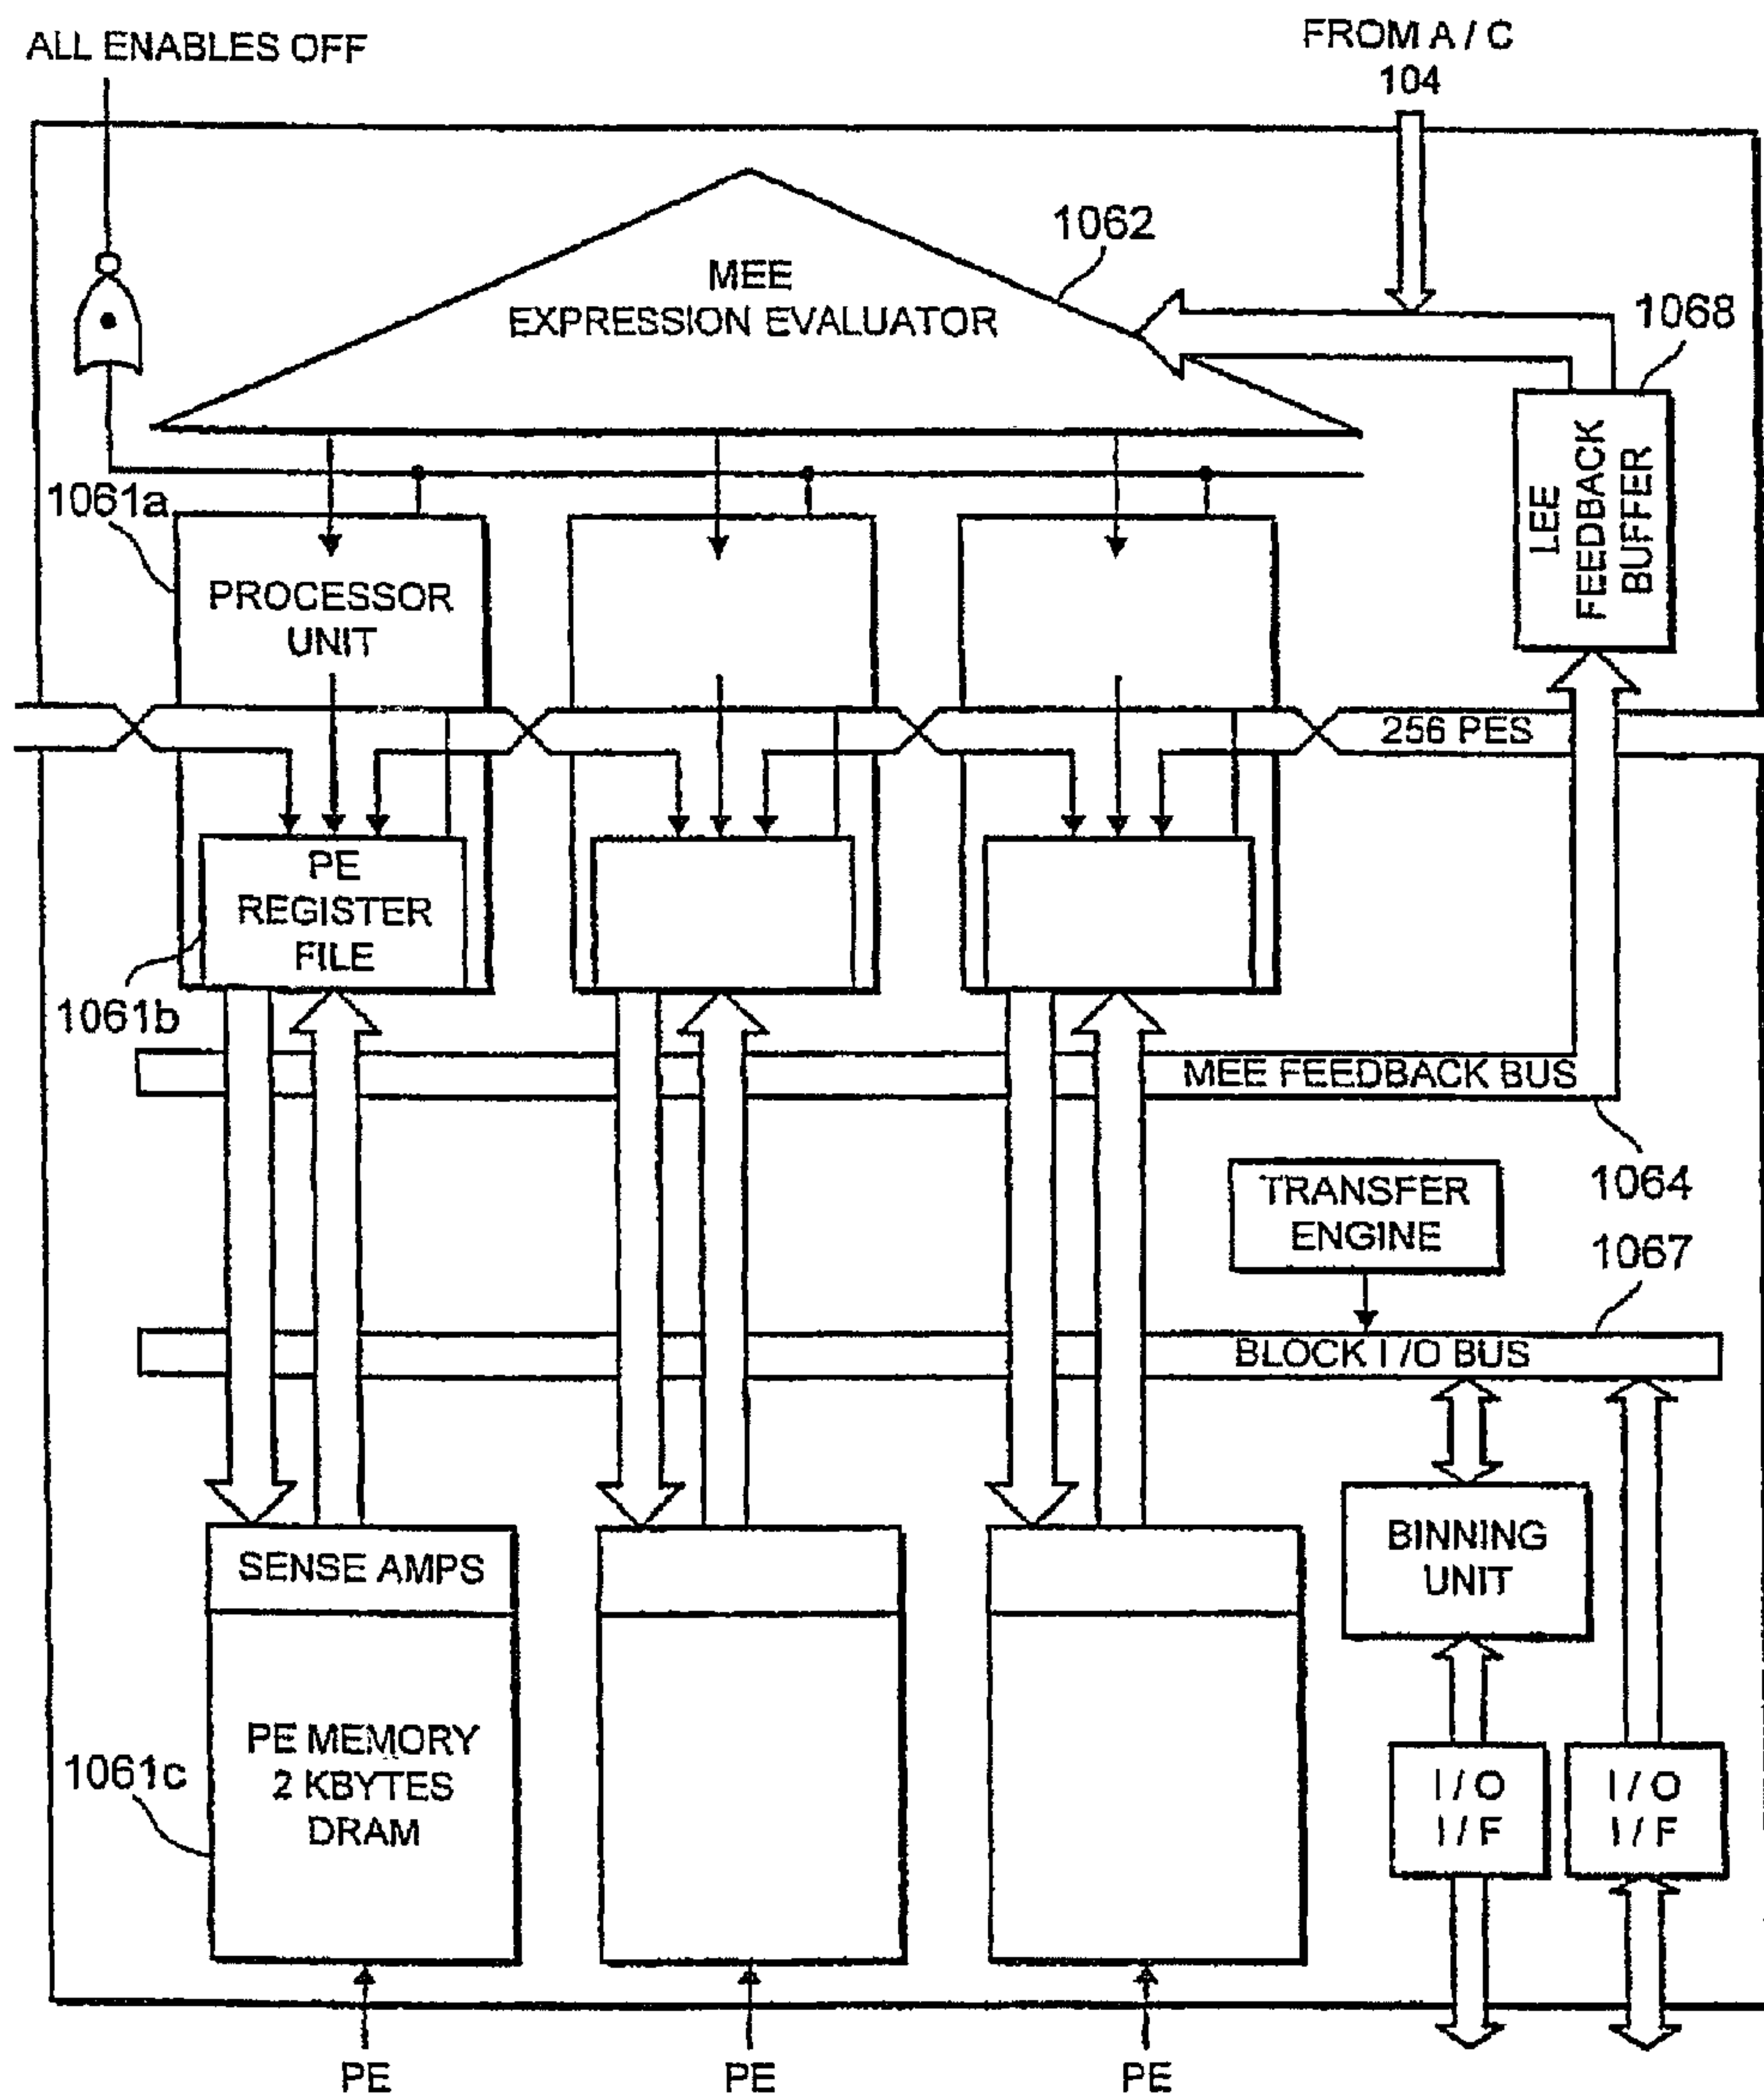 ALL ENABLES OFF
FROM A / C
104
1062
MEE
EXPRESSION EVALUATOR
1068
LEE
FEEDBACK
BUFFER
1061a
PROCESSOR
UNIT
256 PES
PE
REGISTER
FILE
1061b
MEE FEEDBACK BUS
1064
TRANSFER
ENGINE
1067
BLOCK I / O BUS
SENSE AMPS
BINNING
UNIT
PE MEMORY
2 KBYTES
DRAM
1061c
I / O
I / F
I / O
I / F
PE
PE
PE